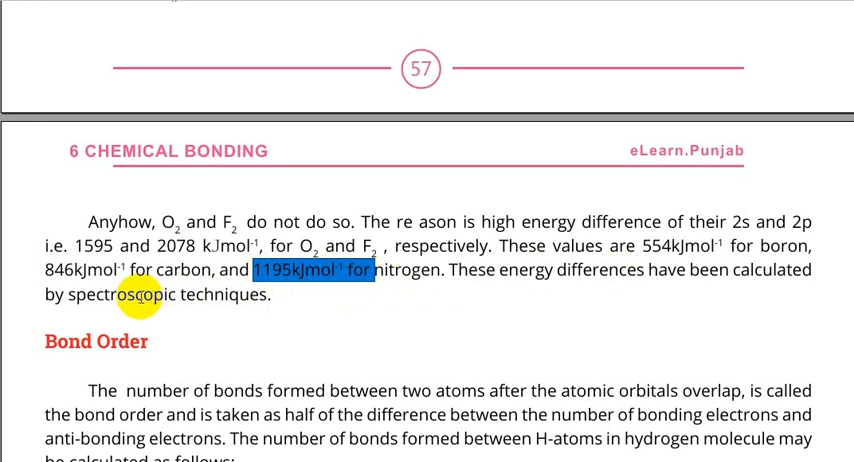 57
6 CHEMICAL BONDING
eLearn.Punjab
Anyhow, O2 and F2 do not do so. The re ason is high energy difference of their 2s and 2p
i.e. 1595 and 2078 kJmol-1, for O2 and F2 , respectively. These values are 554kJmol-1 for boron,
846kJmol-1 for carbon, and 1195kJmol-1 for nitrogen. These energy differences have been calculated
by spectroscopic techniques.
Bond Order
The number of bonds formed between two atoms after the atomic orbitals overlap, is called
the bond order and is taken as half of the difference between the number of bonding electrons and
anti-bonding electrons. The number of bonds formed between H-atoms in hydrogen molecule may
be calculated as follows: